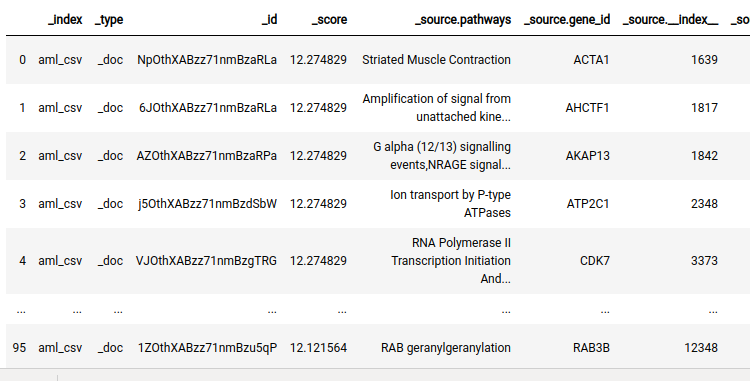 _index _type _id _score _source.pathways _source.gene_id _source.__index__ _so
0 aml_csv _doc NpOthXABzz71nmBzaRLa 12.274829 Striated Muscle Contraction ACTA1 1639
1 aml_csv _doc 6JOthXABzz71nmBzaRLa 12.274829 Amplification of signal from unattached kine... AHCTF1 1817
2 aml_csv _doc AZOthXABzz71nmBzaRPa 12.274829 G alpha (12/13) signalling events,NRAGE signal... AKAP13 1842
3 aml_csv _doc j5OthXABzz71nmBzdSbW 12.274829 Ion transport by P-type ATPases ATP2C1 2348
4 aml_csv _doc VJOthXABzz71nmBzgTRG 12.274829 RNA Polymerase II Transcription Initiation And... CDK7 3373
... ... ... ... ... ... ... ...
95 aml_csv _doc 1ZOthXABzz71nmBzu5qP 12.121564 RAB geranylgeranylation RAB3B 12348